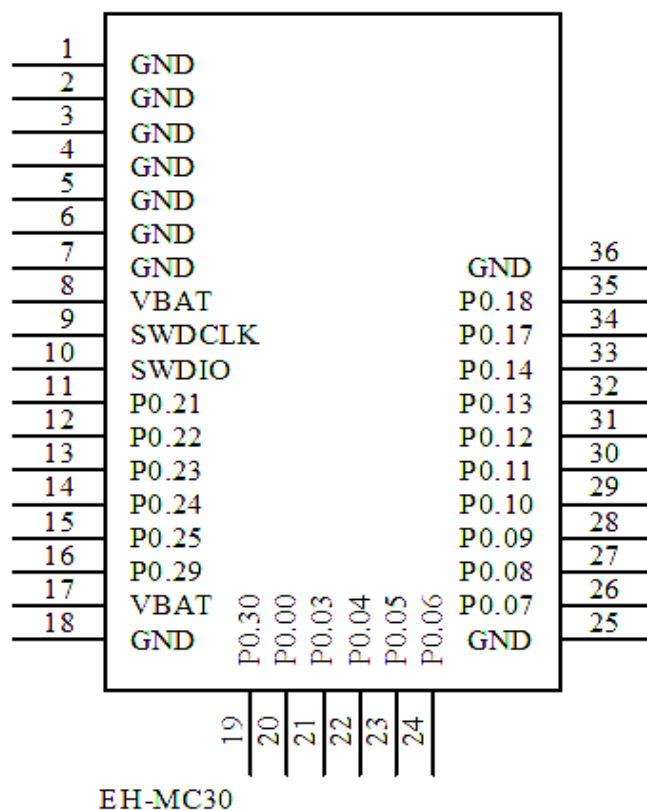 1 GND
2 GND
3 GND
4 GND
5 GND
6 GND
7 GND GND 36
8 VBAT P0.18 35
9 SWDCLK P0.17 34
10 SWDIO P0.14 33
11 P0.21 P0.13 32
12 P0.22 P0.12 31
13 P0.23 P0.11 30
14 P0.24 P0.10 29
15 P0.25 P0.09 28
16 P0.29 P0.08 27
17 VBAT P0.07 26
18 GND GND 25
P0.30 P0.00 P0.03 P0.04 P0.05 P0.06
19 20 21 22 23 24
EH-MC30